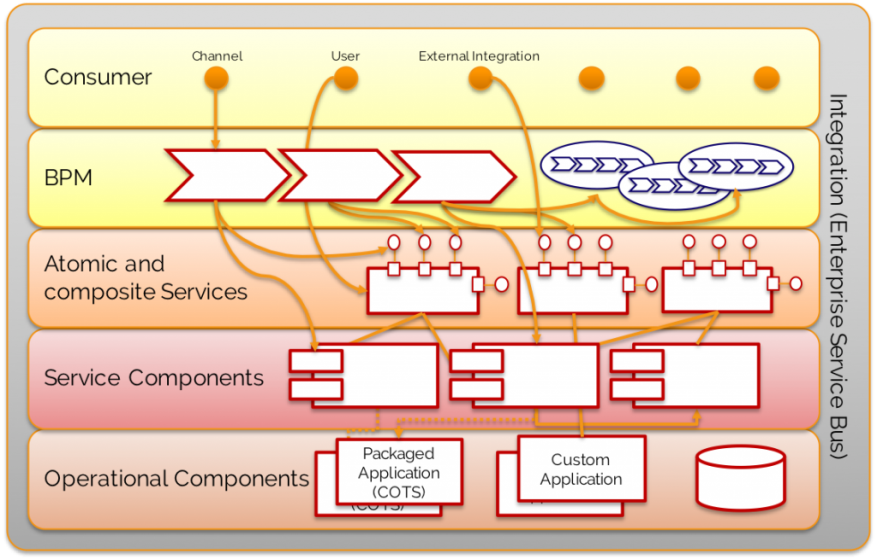 Channel
User
External Integration
Consumer
BPM
Atomic and
composite Services
Service Components
Operational Components
Packaged
Application
(COTS)
(COTS)
Custom
Application
Integration (Enterprise Service Bus)